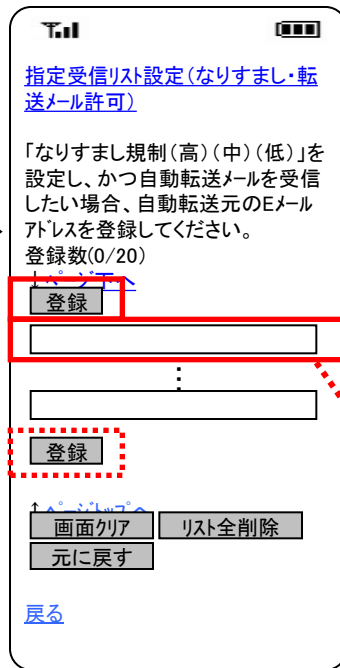 指定受信ﾘｽﾄ設定(なりすまし・転
送ﾒｰﾙ許可)
「なりすまし規制(高)(中)(低)」を
設定し、かつ自動転送ﾒｰﾙを受信
したい場合、自動転送元のEﾒｰﾙ
ｱﾄﾞﾚｽを登録してください。
登録数(0/20)
↓ページ下へ
登録
⋮
登録
↑ﾍﾟｰｼﾞﾄｯﾌﾟへ
画面ｸﾘｱ ﾘｽﾄ全削除
元に戻す
戻る